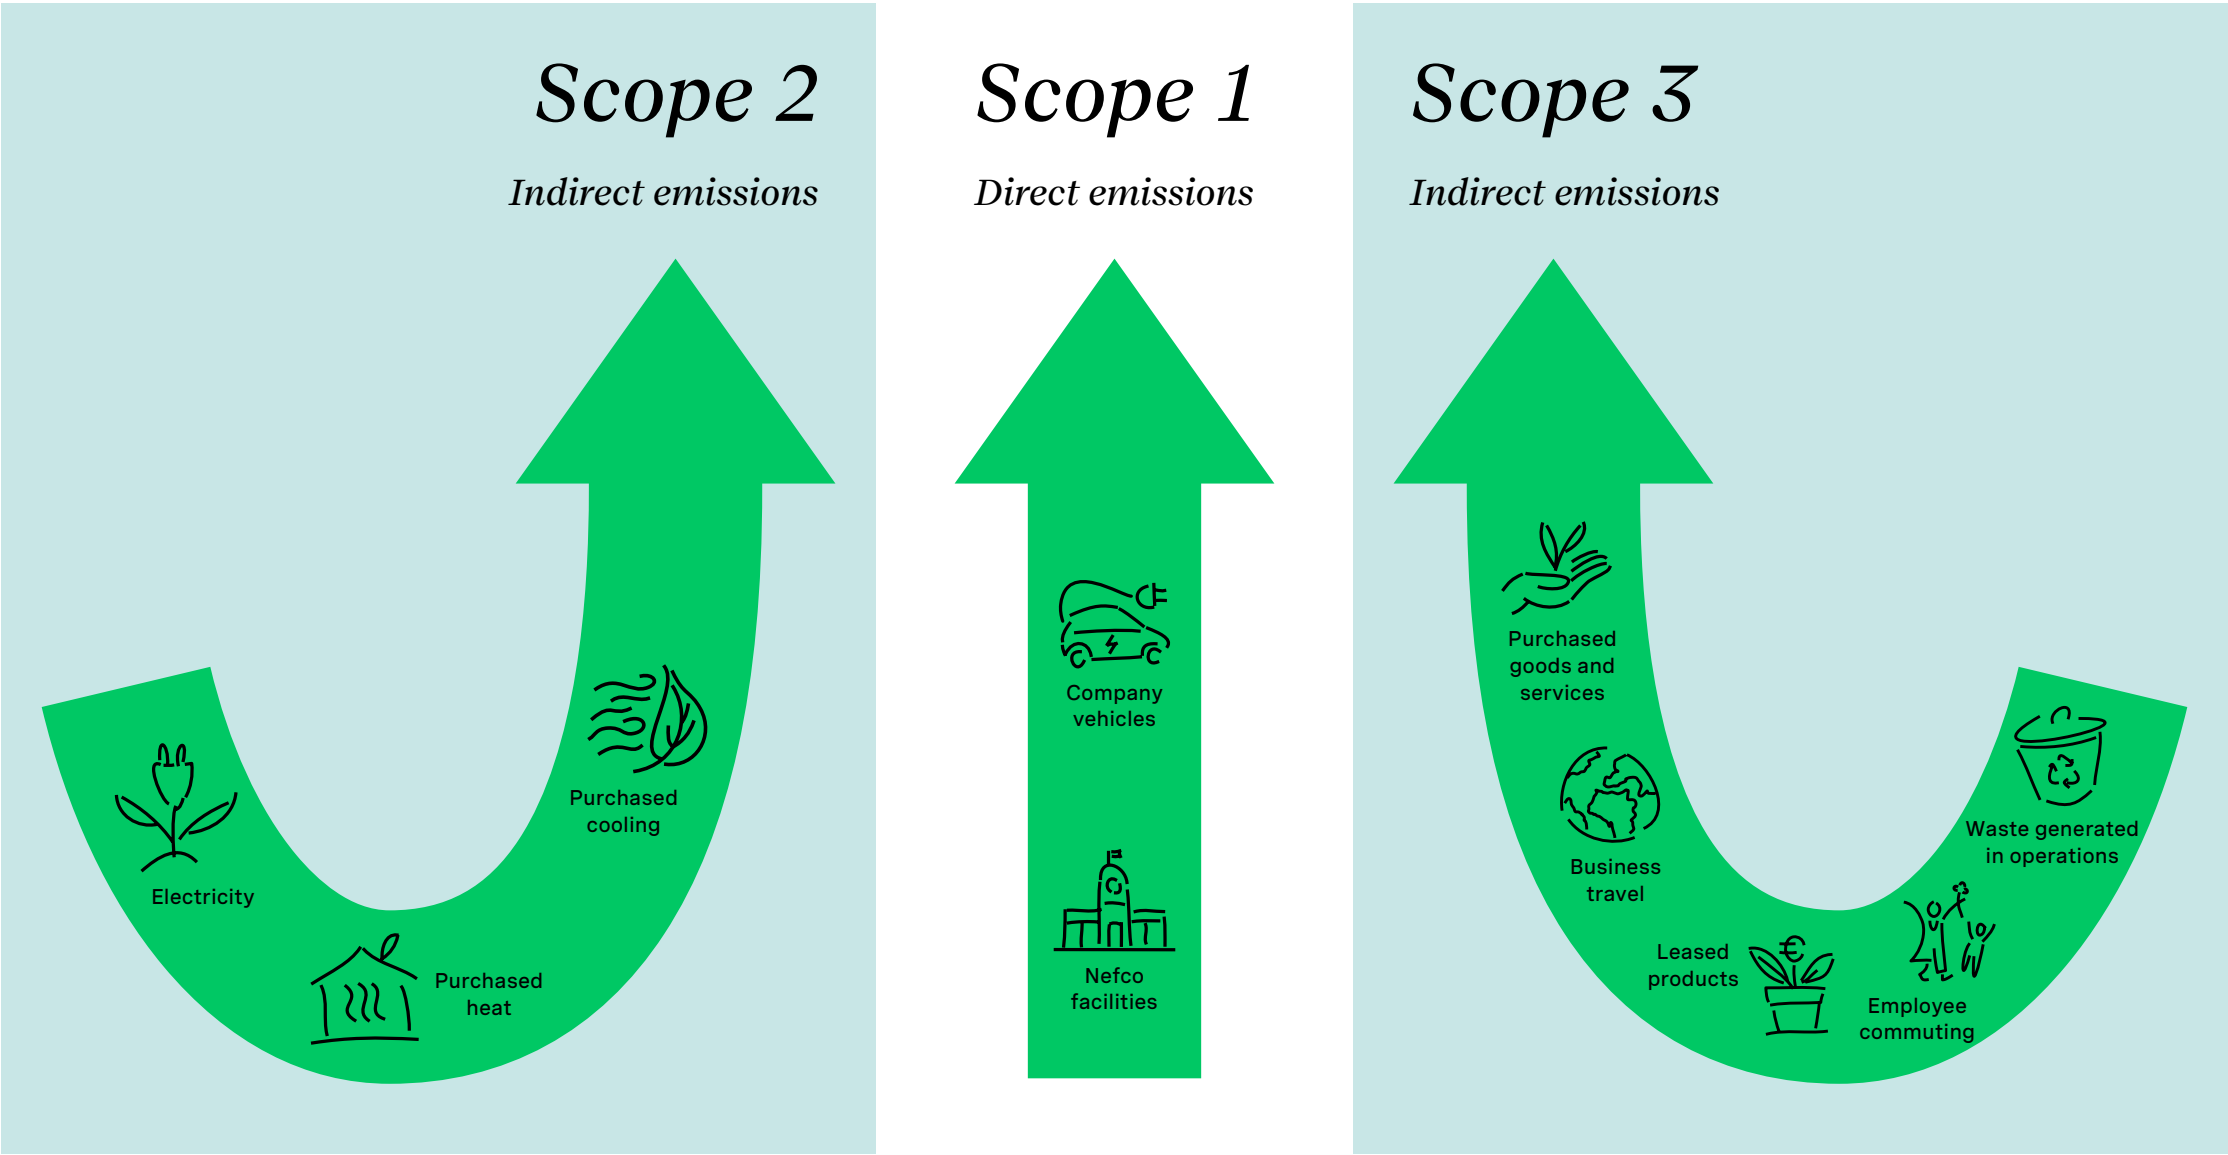 Scope 2
Indirect emissions
Electricity
Purchased
heat
Purchased
cooling
Scope 1
Direct emissions
Company
vehicles
Nefco
facilities
Scope 3
Indirect emissions
Purchased
goods and
services
Business
travel
Leased
products
€
Employee
commuting
Waste generated
in operations